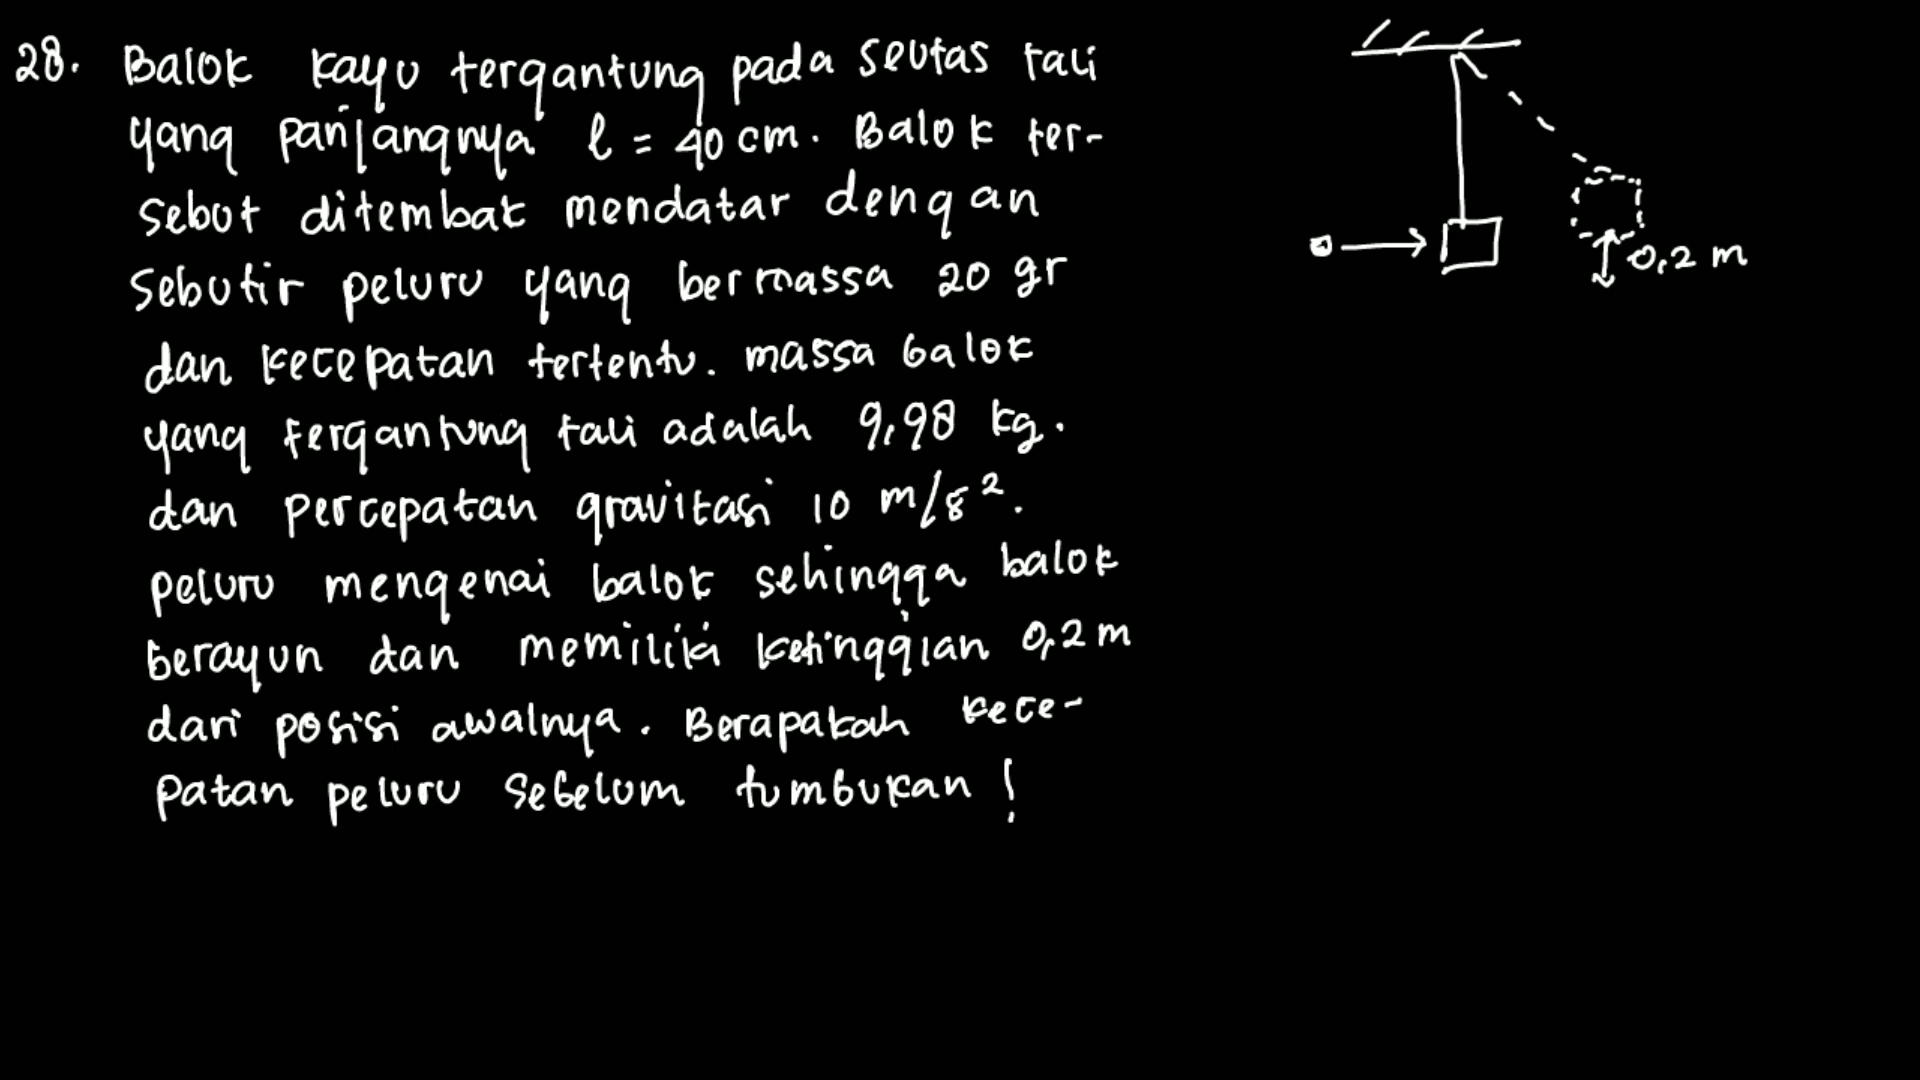 28. Balok kayu tergantung pada seutas tali
yang panjangnya l = 40 cm. Balok ter-
sebut ditembak mendatar dengan
sebutir peluru yang bermassa 20 gr
dan kecepatan tertentu. massa balok
yang tergantung tali adalah 9,98 kg.
dan percepatan gravitasi 10 m/s².
peluru mengenai balok sehingga balok
berayun dan memiliki ketinggian 0,2 m
dari posisi awalnya. Berapakah kece-
patan peluru sebelum tumbukan !
0,2 m